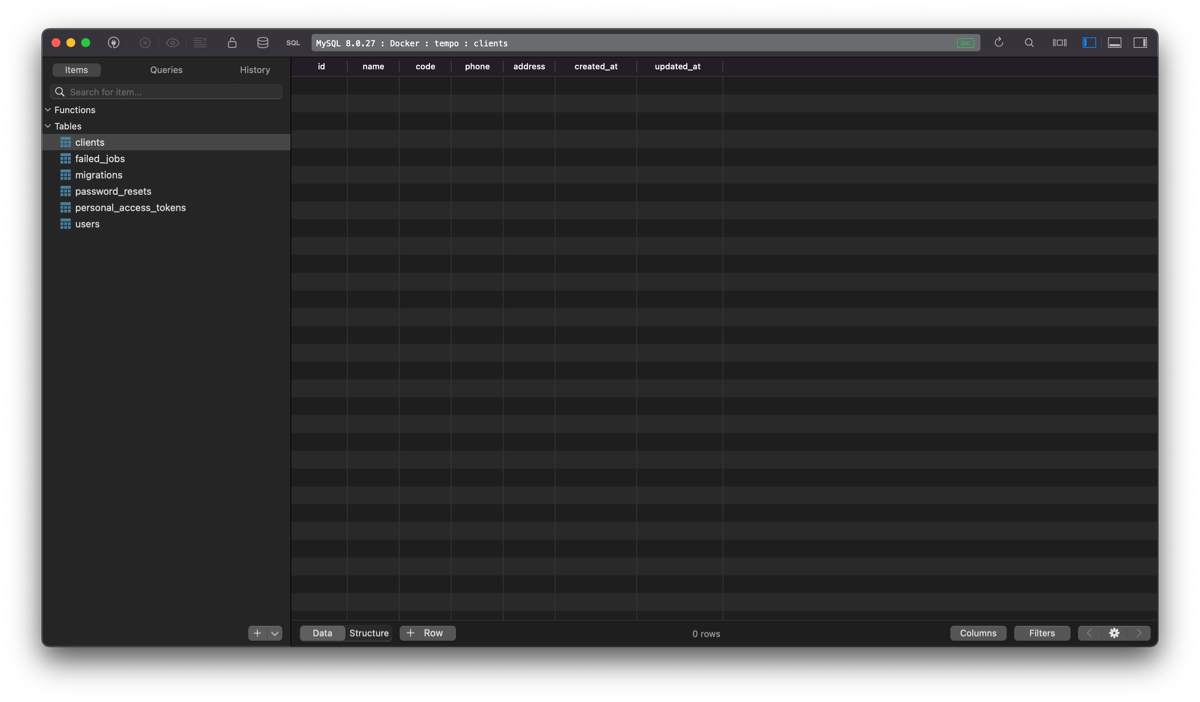 SQL MySQL 8.0.27 : Docker : tempo : clients
Items Queries History
Search for item...
Functions
Tables
clients
failed_jobs
migrations
password_resets
personal_access_tokens
users
id name code phone address created_at updated_at
Data Structure + Row 0 rows Columns Filters